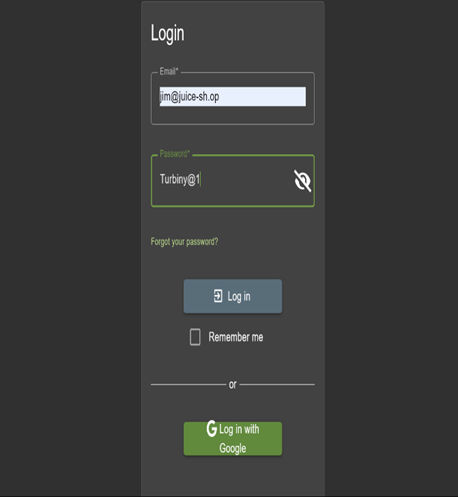 Login
Email*
jim@juice-sh.op
Password*
Turbiny@1
Forgot your password?
Log in
Remember me
or
G Log in with
Google